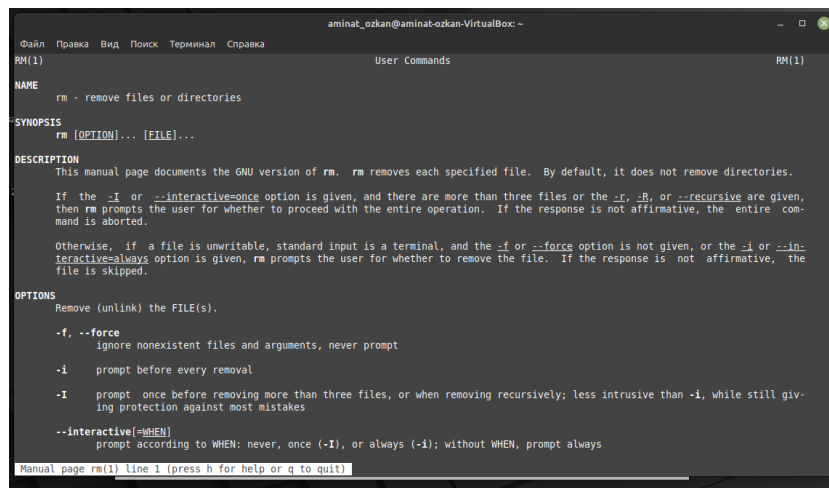 aminat_ozkan@aminat-ozkan-VirtualBox: ~
Файл Правка Вид Поиск Терминал Справка
RM(1) User Commands RM(1)
NAME
rm - remove files or directories
SYNOPSIS
rm [OPTION]... [FILE]...
DESCRIPTION
This manual page documents the GNU version of rm. rm removes each specified file. By default, it does not remove directories.
If the -I or --interactive=once option is given, and there are more than three files or the -r, -R, or --recursive are given,
then rm prompts the user for whether to proceed with the entire operation. If the response is not affirmative, the entire com-
mand is aborted.
Otherwise, if a file is unwritable, standard input is a terminal, and the -f or --force option is not given, or the -i or --in-
teractive=always option is given, rm prompts the user for whether to remove the file. If the response is not affirmative, the
file is skipped.
OPTIONS
Remove (unlink) the FILE(s).
-f, --force
ignore nonexistent files and arguments, never prompt
-i prompt before every removal
-I prompt once before removing more than three files, or when removing recursively; less intrusive than -i, while still giv-
ing protection against most mistakes
--interactive[=WHEN]
prompt according to WHEN: never, once (-I), or always (-i); without WHEN, prompt always
Manual page rm(1) line 1 (press h for help or q to quit)